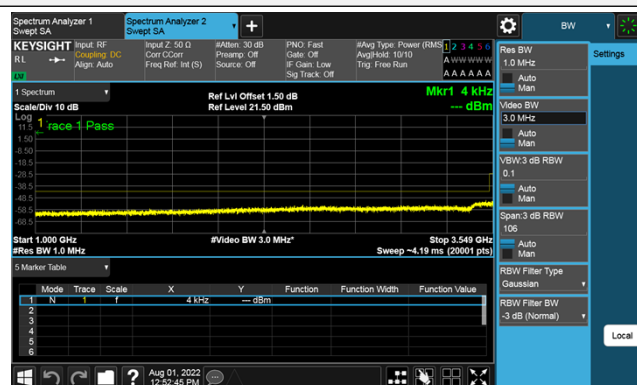 Spectrum Analyzer 1
Swept SA
Spectrum Analyzer 2
Swept SA
BW
KEYSIGHT
RL
LVI
Input: RF
Coupling: DC
Align: Auto
Input Z: 50 Ω
Corr CCorr
Freq Ref: Int (S)
#Atten: 30 dB
Preamp: Off
Source: Off
PNO: Fast
Gate: Off
IF Gain: Low
Sig Track: Off
#Avg Type: Power (RMS)
Avg|Hold: 10/10
Trig: Free Run
1 2 3 4 5 6
A W W W W W
A A A A A A
1 Spectrum
Scale/Div 10 dB
Ref Lvl Offset 1.50 dB
Ref Level 21.50 dBm
Mkr1 4 kHz
--- dBm
Log
1 Trace 1 Pass
11.5
1.50
-8.50
-18.5
-28.5
-38.5
-48.5
-58.5
-68.5
Start 1.000 GHz
#Res BW 1.0 MHz
#Video BW 3.0 MHz*
Stop 3.549 GHz
Sweep ~4.19 ms (20001 pts)
5 Marker Table
Mode Trace Scale X Y Function Function Width Function Value
1 N 1 f 4 kHz --- dBm
2
3
4
5
6
Aug 01, 2022
12:52:45 PM
Res BW
1.0 MHz
Auto
Man
Video BW
3.0 MHz
Auto
Man
VBW:3 dB RBW
0.1
Auto
Man
Span:3 dB RBW
106
Auto
Man
RBW Filter Type
Gaussian
RBW Filter BW
-3 dB (Normal)
Settings
Local